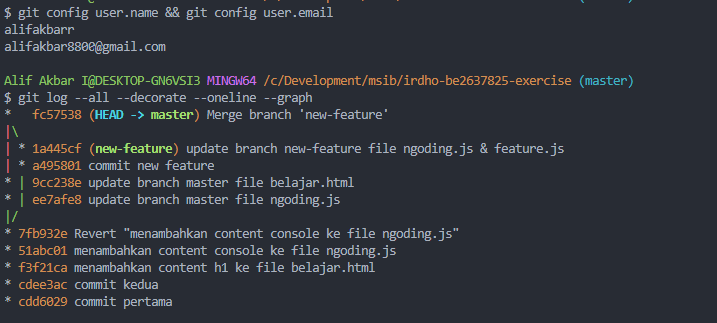 $ git config user.name && git config user.email
alifakbarr
alifakbar8800@gmail.com
Alif Akbar I@DESKTOP-GN6VSI3 MINGW64 /c/Development/msib/irdho-be2637825-exercise (master)
$ git log --all --decorate --oneline --graph
*   fc57538 (HEAD -> master) Merge branch 'new-feature'
|\
| * 1a445cf (new-feature) update branch new-feature file ngoding.js & feature.js
| * a495801 commit new feature
* | 9cc238e update branch master file belajar.html
* | ee7afe8 update branch master file ngoding.js
|/
* 7fb932e Revert "menambahkan content console ke file ngoding.js"
* 51abc01 menambahkan content console ke file ngoding.js
* f3f21ca menambahkan content h1 ke file belajar.html
* cdee3ac commit kedua
* cdd6029 commit pertama